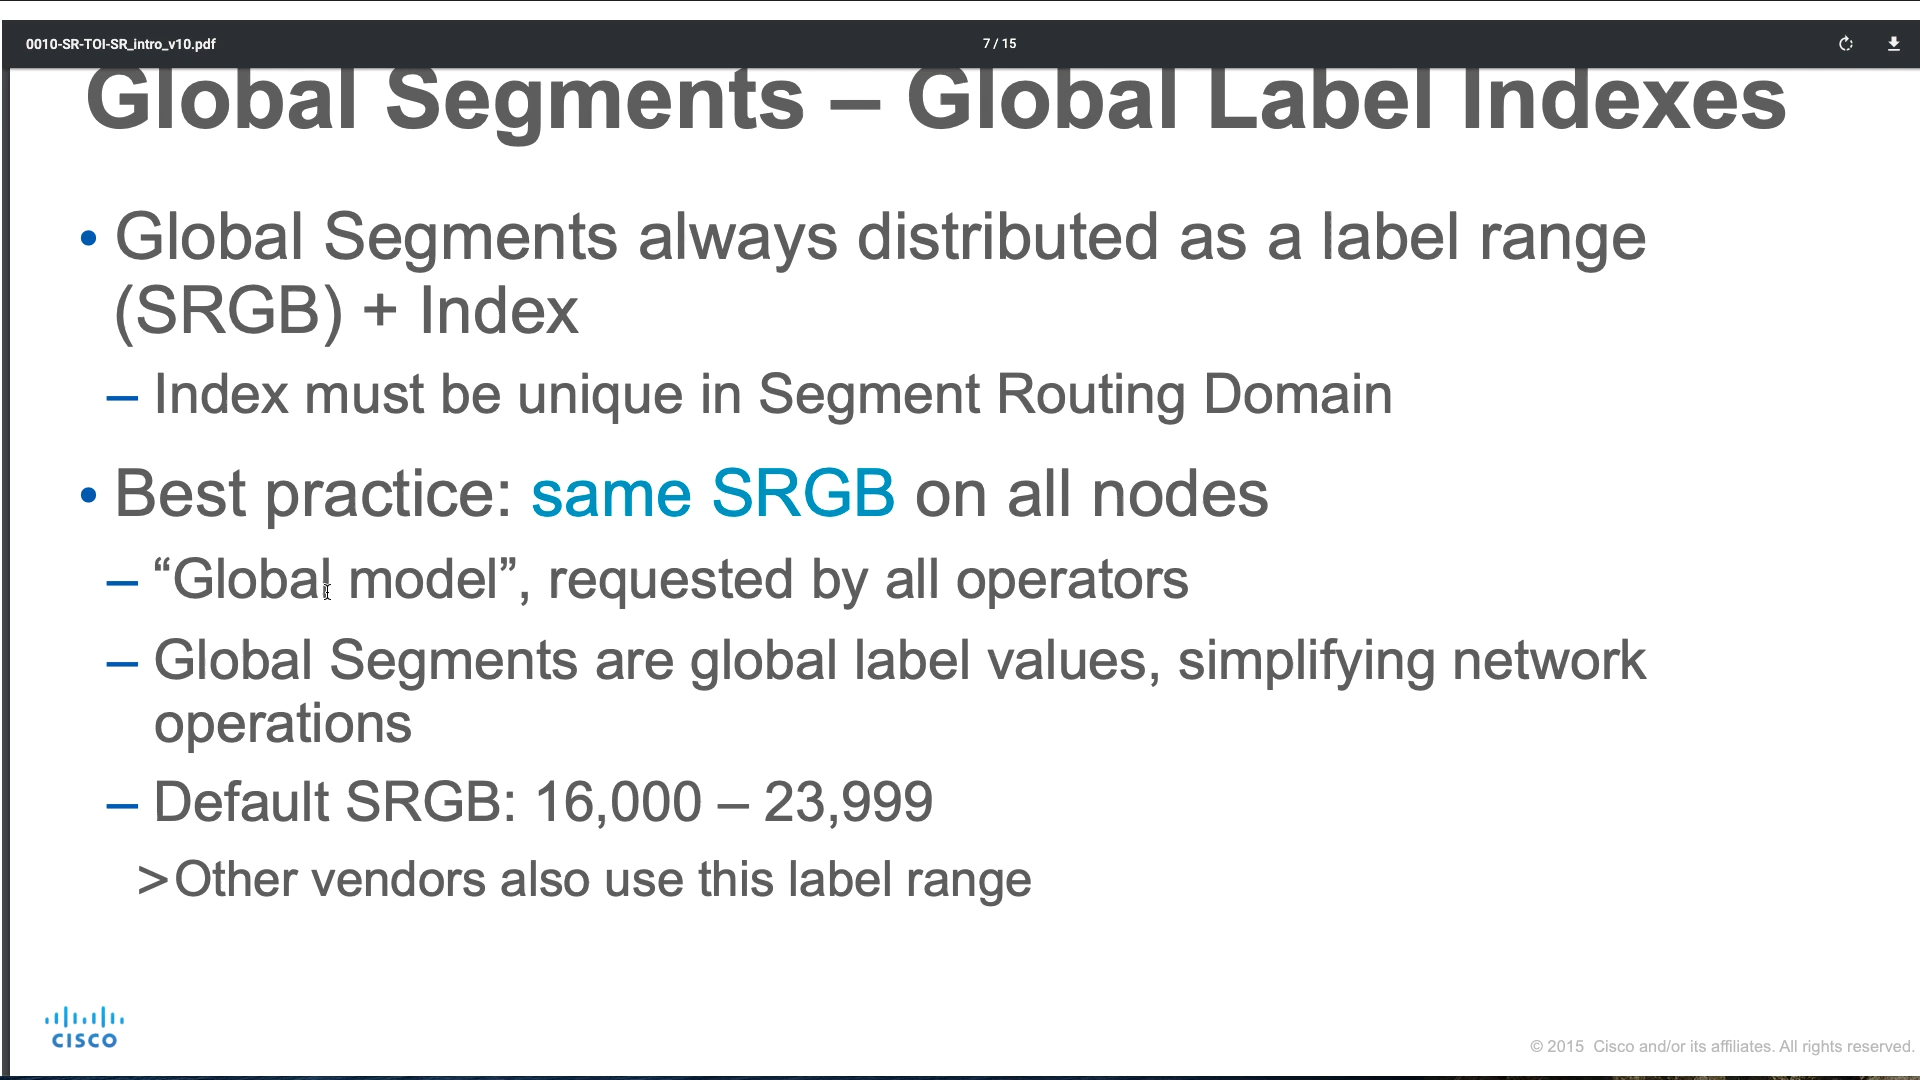 0010-SR-TOI-SR_intro_v10.pdf
7 / 15
Global Segments – Global Label Indexes
• Global Segments always distributed as a label range
(SRGB) + Index
– Index must be unique in Segment Routing Domain
• Best practice: same SRGB on all nodes
– “Global model”, requested by all operators
– Global Segments are global label values, simplifying network
operations
– Default SRGB: 16,000 – 23,999
>Other vendors also use this label range
CISCO
© 2015 Cisco and/or its affiliates. All rights reserved.